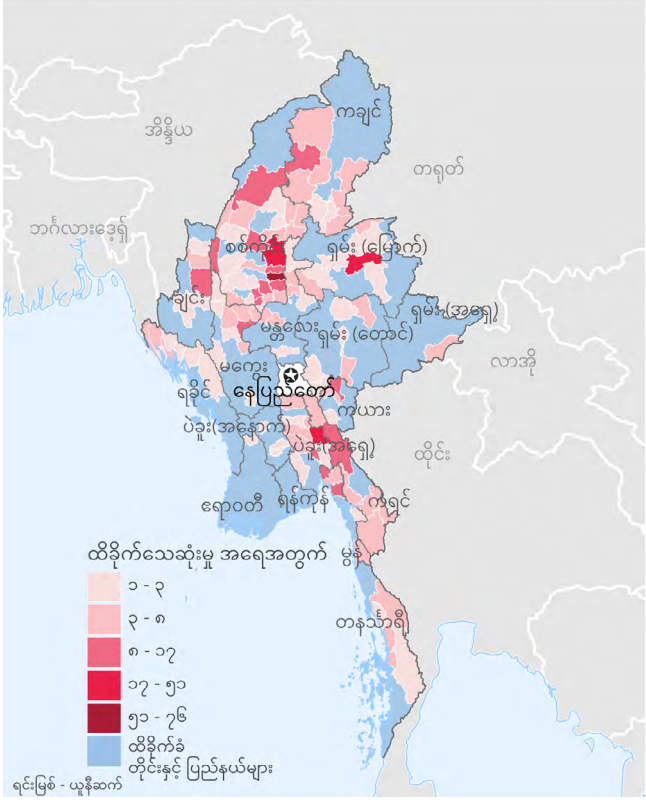 ကချင်
အိန္ဒိယ
တရုတ်
ဘင်္ဂလားဒေ့ရှ်
စစ်ကိုင်း
ရှမ်း (မြောက်)
ချင်း
ရှမ်း (အရှေ့)
မန္တလေး
ရှမ်း (တောင်)
လာအို
မကွေး
ရခိုင်
နေပြည်တော်
ကယား
ပဲခူး(အနောက်)
ပဲခူး(အရှေ့)
ထိုင်း
ဧရာဝတီ
ရန်ကုန်
ကရင်
ထိခိုက်သေဆုံးမှု အရေအတွက်
မွန်
၁ - ၃
၃ - ၈
၈ - ၁၇
၁၇ - ၅၁
၅၁ - ၇၆
တနင်္သာရီ
ထိခိုက်ခံ
တိုင်းနှင့် ပြည်နယ်များ
ရင်းမြစ် - ယူနီဆက်